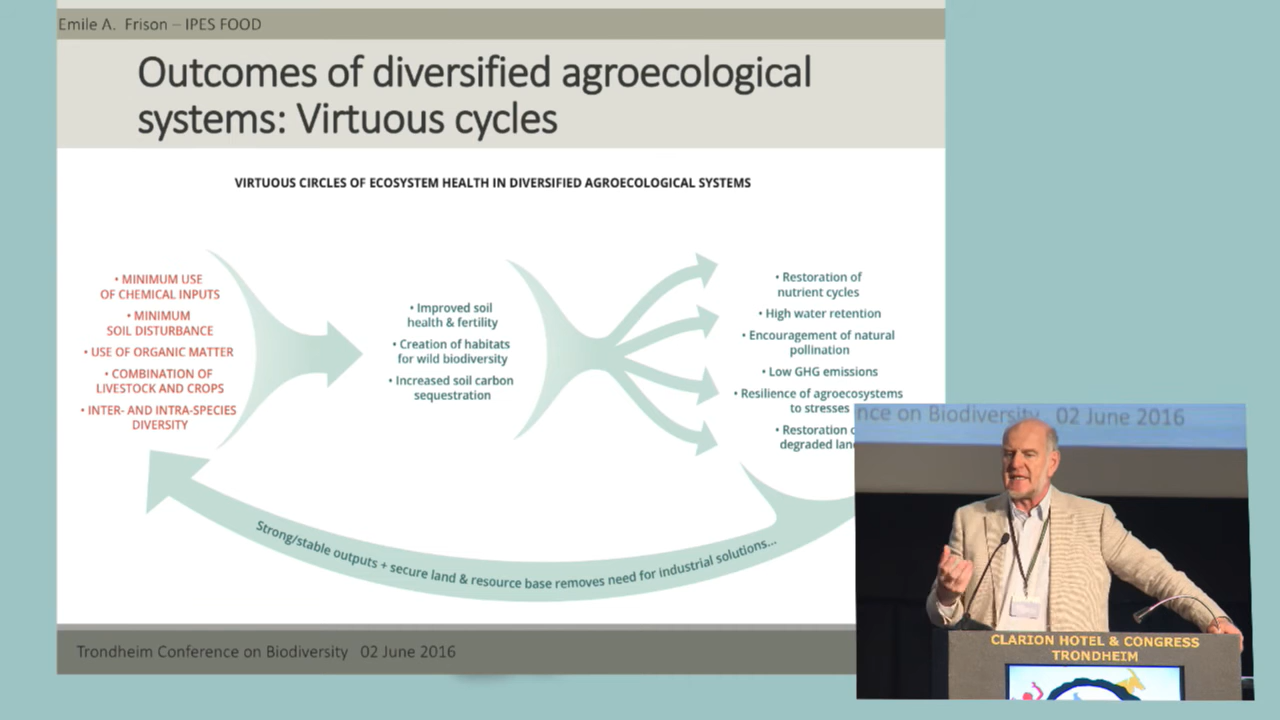 Emile A. Frison – IPES FOOD
Outcomes of diversified agroecological
systems: Virtuous cycles
VIRTUOUS CIRCLES OF ECOSYSTEM HEALTH IN DIVERSIFIED AGROECOLOGICAL SYSTEMS
• MINIMUM USE
OF CHEMICAL INPUTS
• MINIMUM
SOIL DISTURBANCE
• USE OF ORGANIC MATTER
• COMBINATION OF
LIVESTOCK AND CROPS
• INTER- AND INTRA-SPECIES
DIVERSITY
• Improved soil
health & fertility
• Creation of habitats
for wild biodiversity
• Increased soil carbon
sequestration
• Restoration of
nutrient cycles
• High water retention
• Encouragement of natural
pollination
• Low GHG emissions
• Resilience of agroecosystems
to stresses
• Restoration
degraded
Strong/stable outputs + secure land & resource base removes need for industrial solutions...
Trondheim Conference on Biodiversity 02 June 2016
on Biodiversity 02 June 2016
CLARION HOTEL & CONGRESS
TRONDHEIM